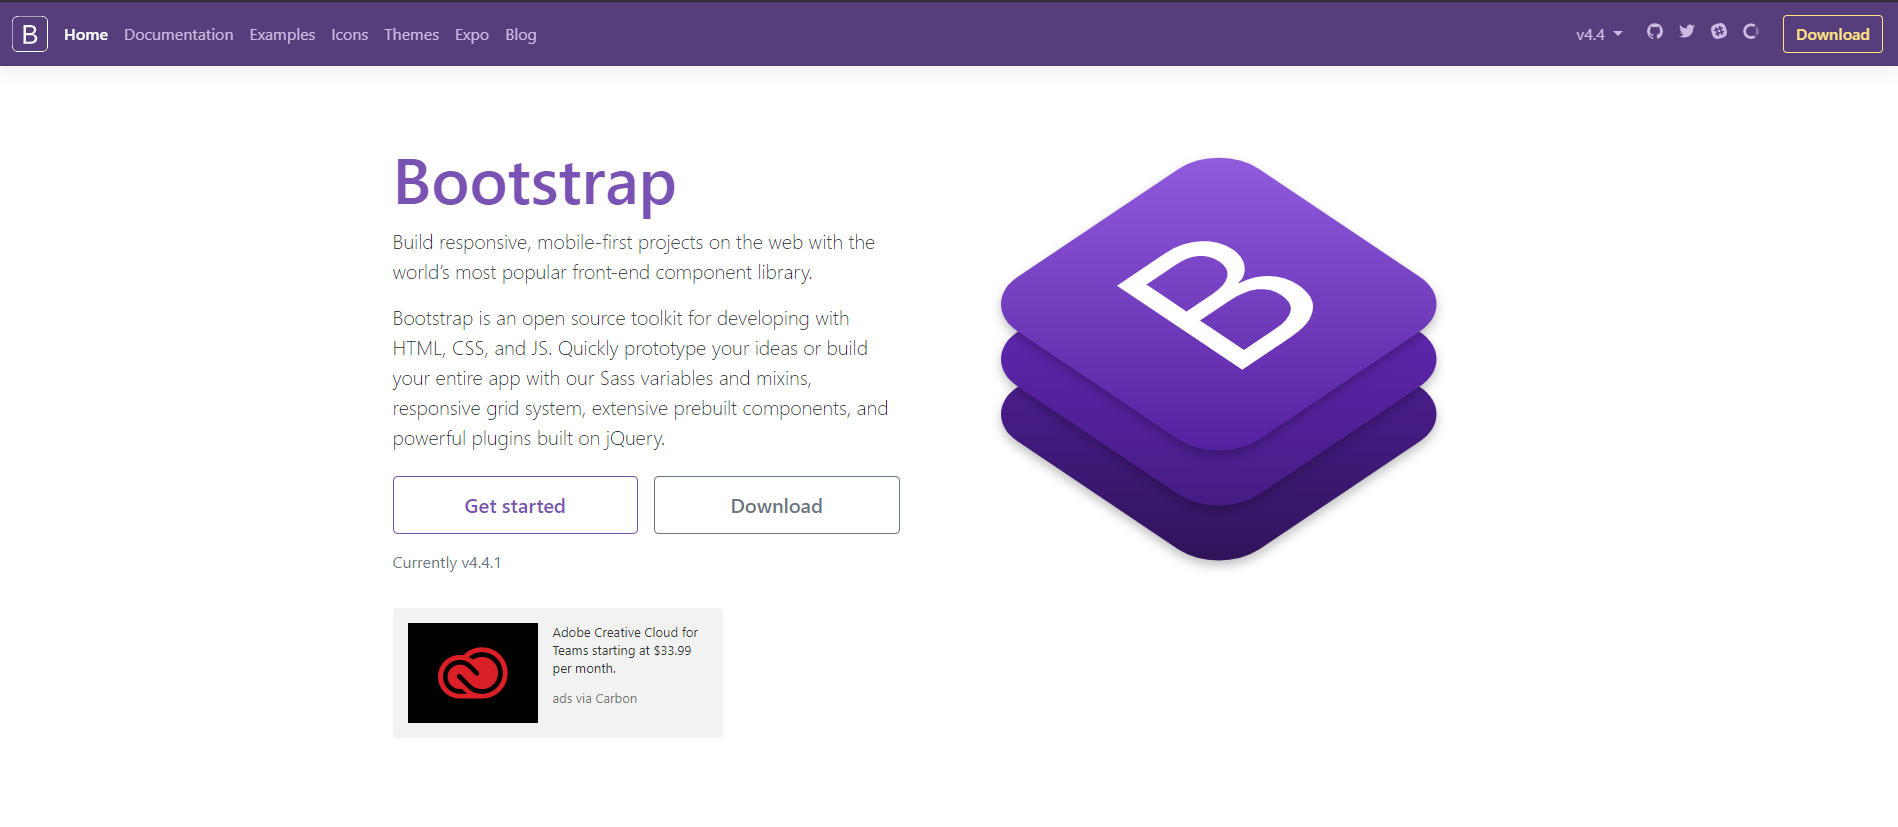 B Home Documentation Examples Icons Themes Expo Blog v4.4 Download
Bootstrap
Build responsive, mobile-first projects on the web with the
world’s most popular front-end component library.
Bootstrap is an open source toolkit for developing with
HTML, CSS, and JS. Quickly prototype your ideas or build
your entire app with our Sass variables and mixins,
responsive grid system, extensive prebuilt components, and
powerful plugins built on jQuery.
Get started Download
Currently v4.4.1
Adobe Creative Cloud for
Teams starting at $33.99
per month.
ads via Carbon
B